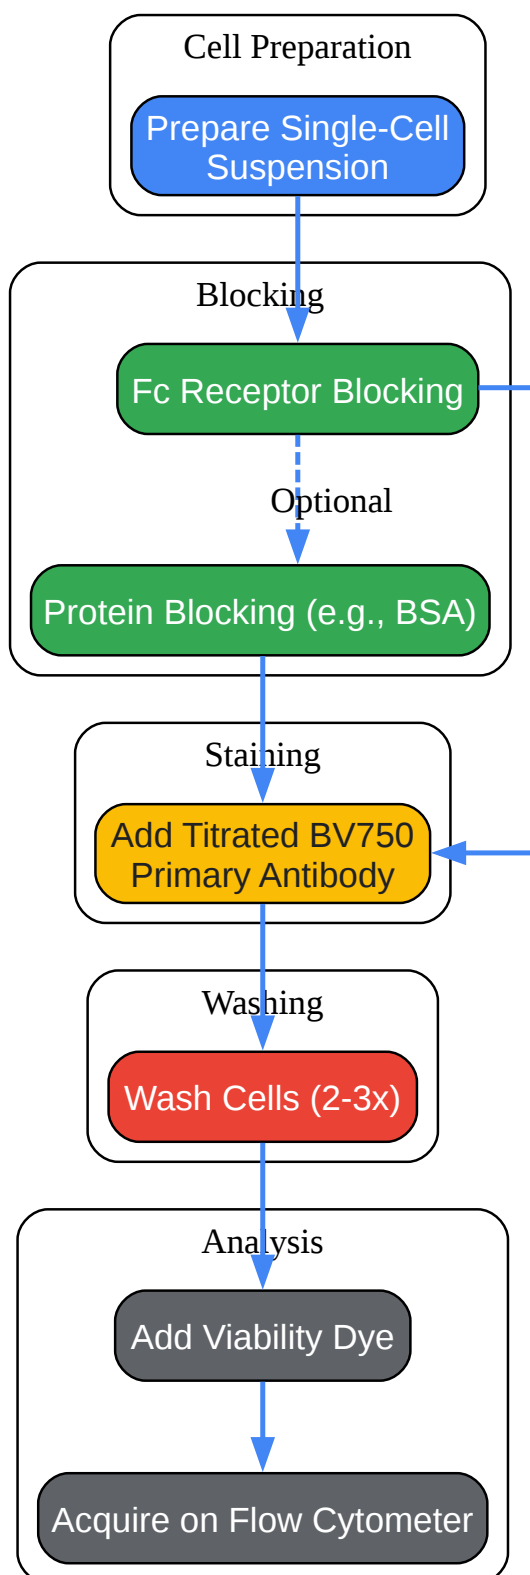 Cell Preparation
Prepare Single-Cell
Suspension
Blocking
Fc Receptor Blocking
Optional
Protein Blocking (e.g., BSA)
Staining
Add Titrated BV750
Primary Antibody
Washing
Wash Cells (2-3x)
Analysis
Add Viability Dye
Acquire on Flow Cytometer